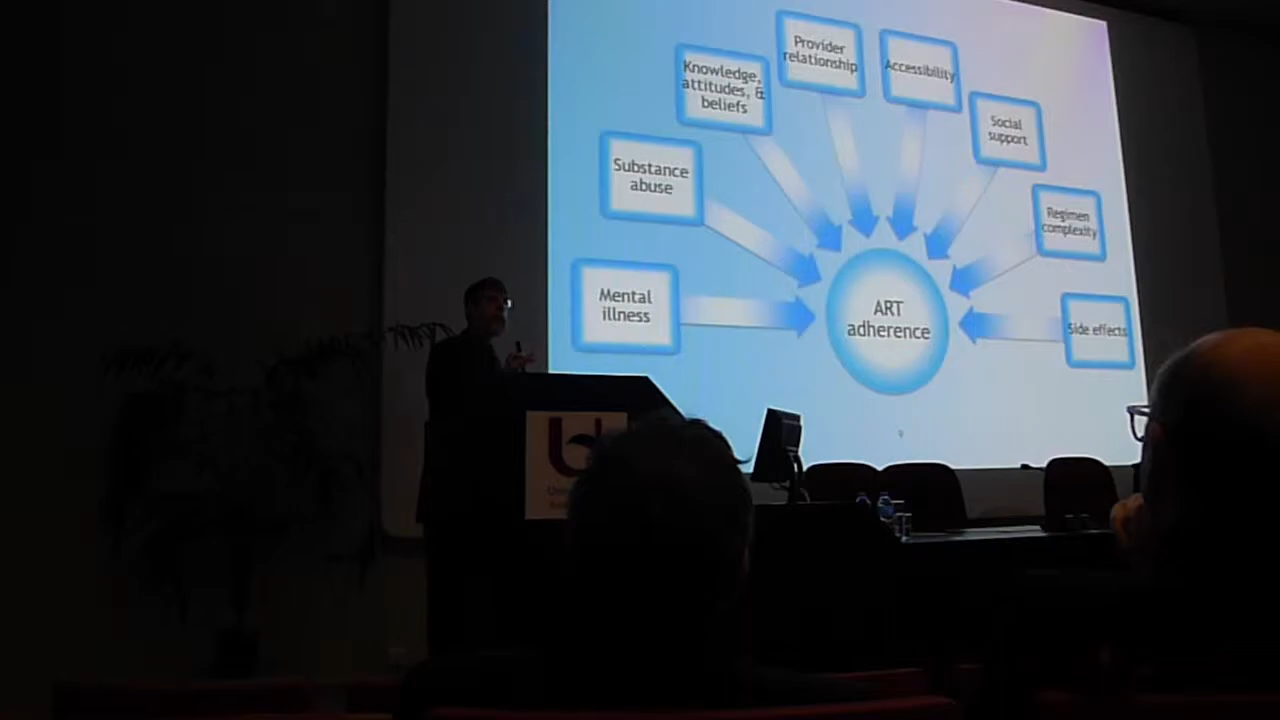 Provider
relationship
Accessibility
Knowledge,
attitudes, &
beliefs
Social
support
Substance
abuse
Regimen
complexity
Mental
illness
ART
adherence
Side effects